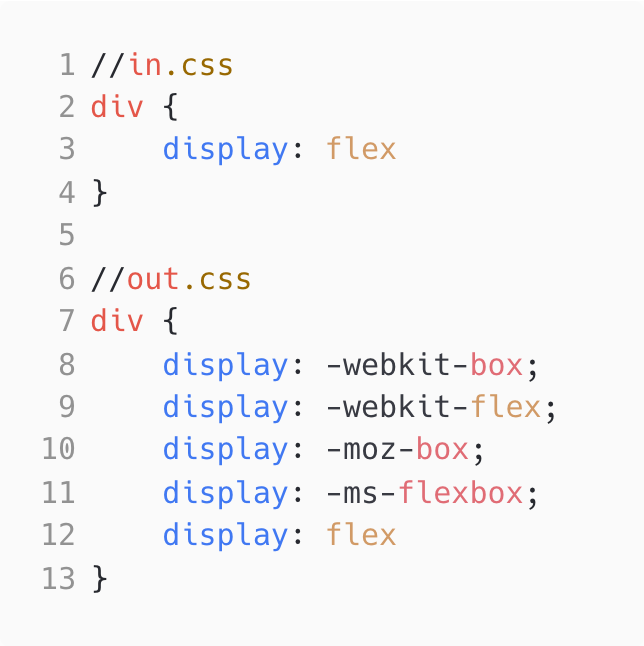 1 //in.css
2 div {
3     display: flex
4 }
5
6 //out.css
7 div {
8     display: -webkit-box;
9     display: -webkit-flex;
10     display: -moz-box;
11     display: -ms-flexbox;
12     display: flex
13 }